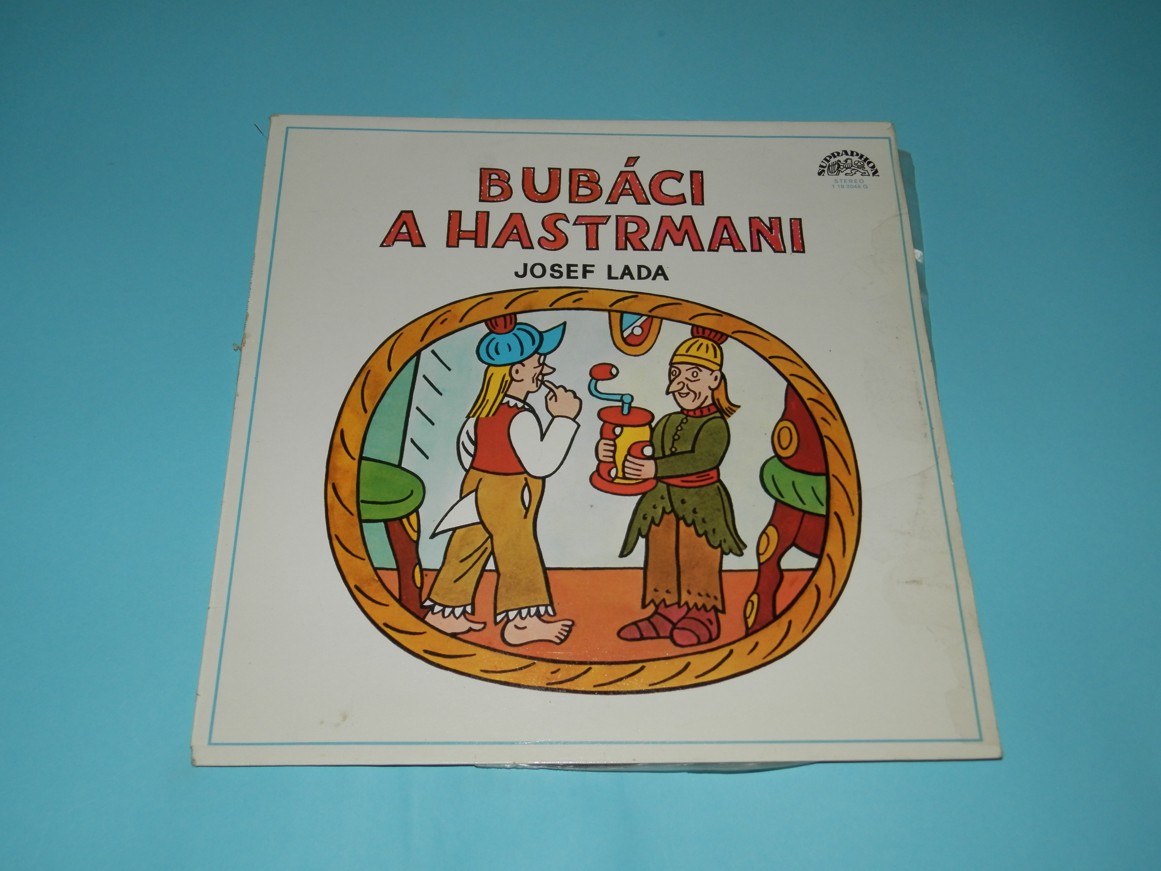 BUBÁCI
A HASTRMANI
JOSEF LADA
SUPRAPHON
STEREO